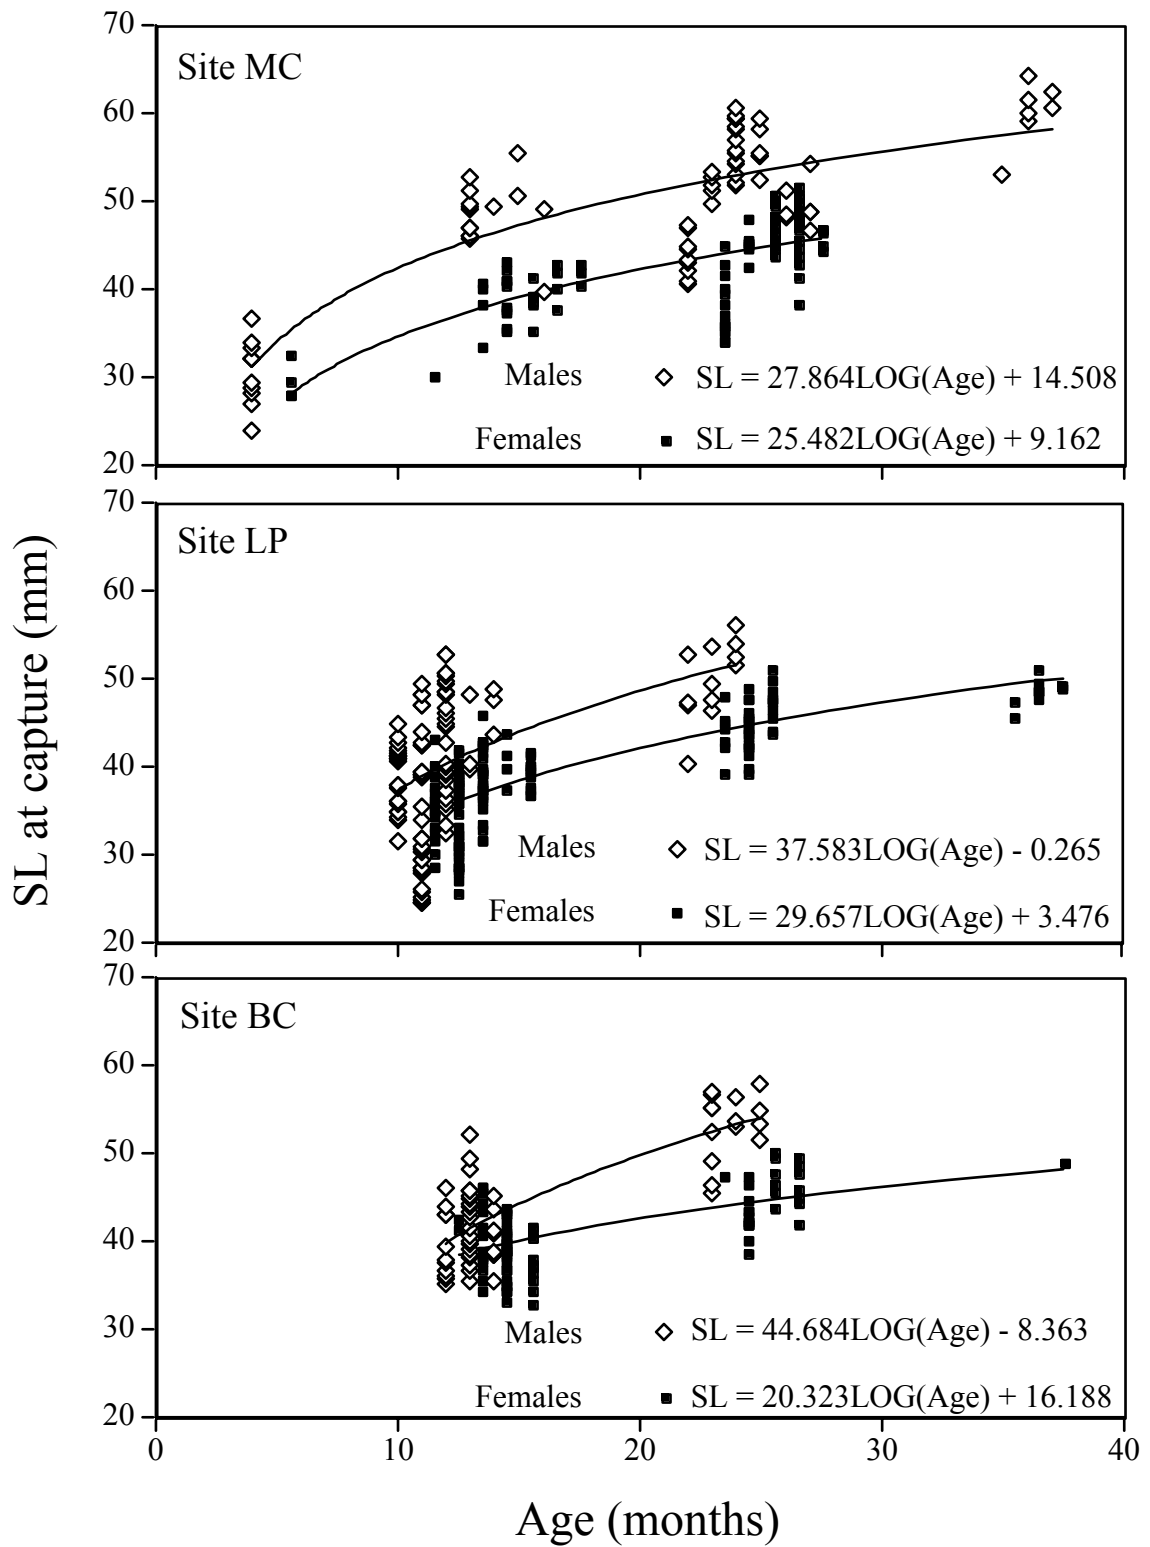 SL at capture (mm)
70
60
50
40
30
20
Site MC
Males SL = 27.864LOG(Age) + 14.508
Females SL = 25.482LOG(Age) + 9.162
70
60
50
40
30
20
Site LP
Males SL = 37.583LOG(Age) - 0.265
Females SL = 29.657LOG(Age) + 3.476
70
60
50
40
30
20
Site BC
Males SL = 44.684LOG(Age) - 8.363
Females SL = 20.323LOG(Age) + 16.188
0 10 20 30 40
Age (months)